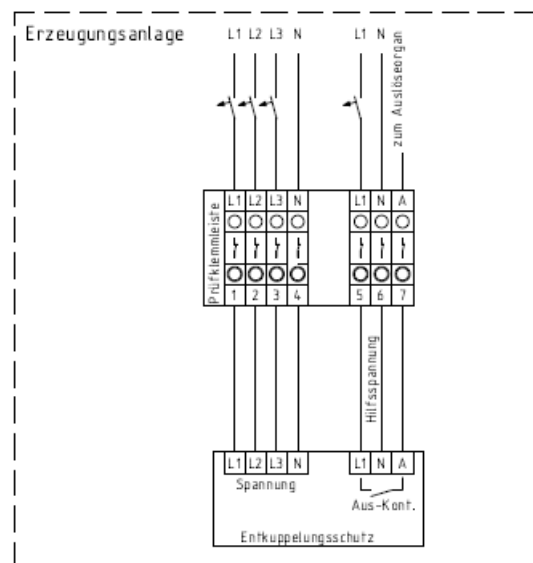 Erzeugungsanlage
L1 L2 L3 N L1 N
zum Auslöseorgan
Prüfklemmleiste
L1 L2 L3 N L1 N A
1 2 3 4 5 6 7
Hilfsspannung
L1 L2 L3 N L1 N A
Spannung
Aus-Kont.
Entkuppelungsschutz